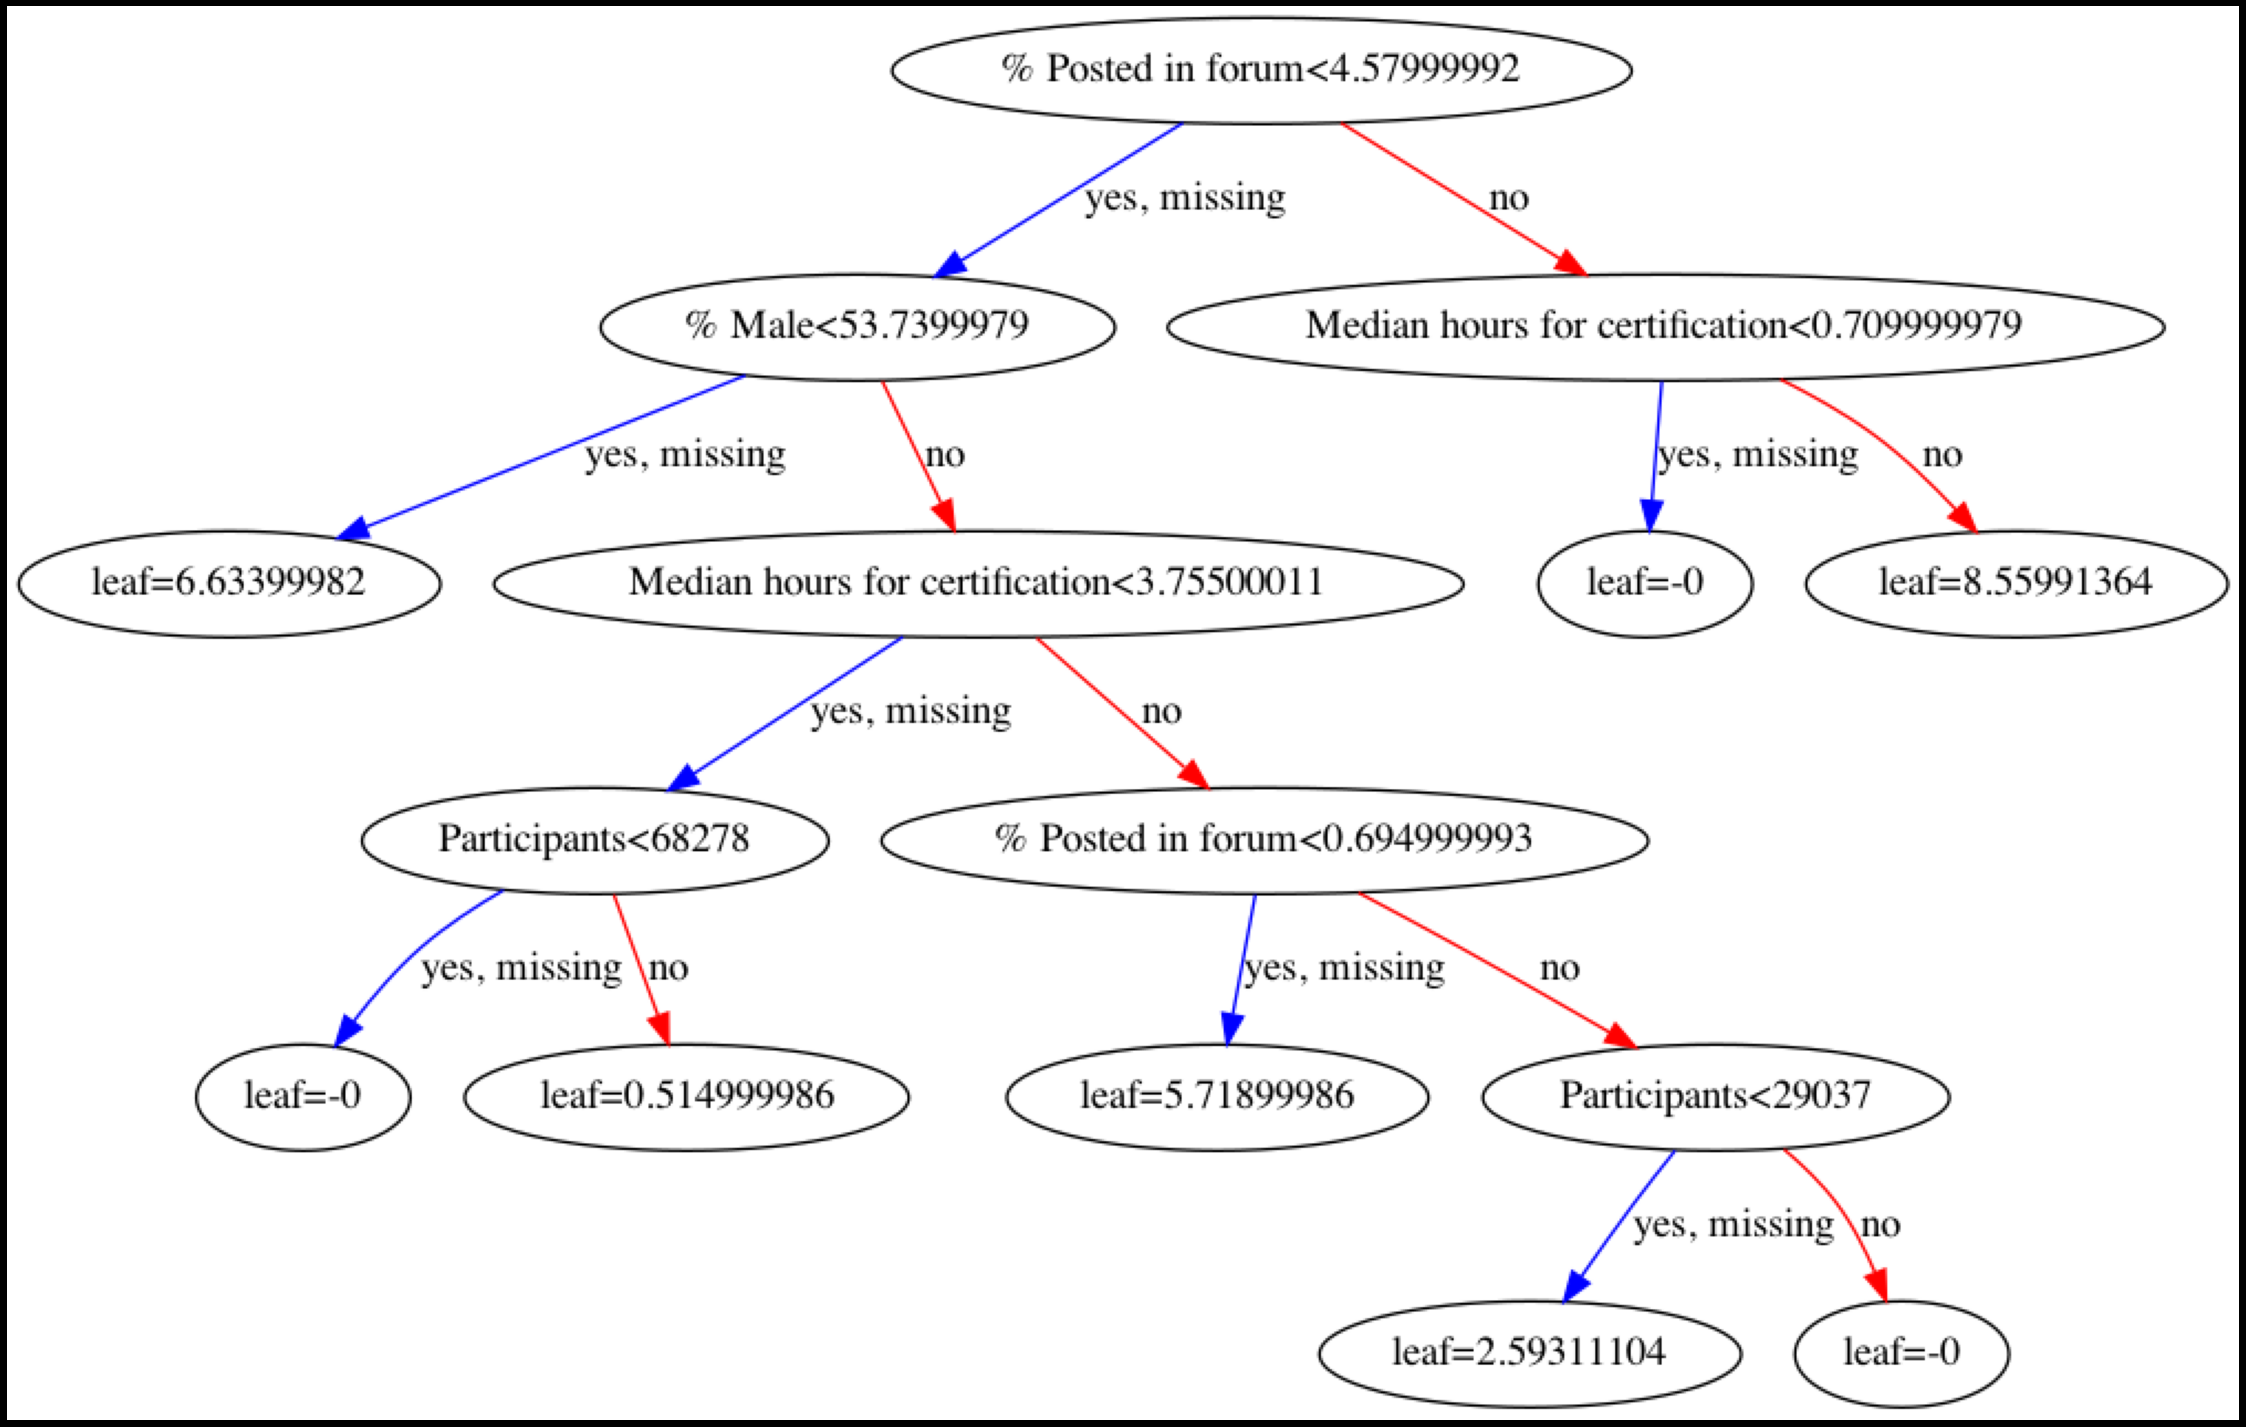 % Posted in forum<4.57999992
yes, missing
no
% Male<53.7399979
Median hours for certification<0.709999979
yes, missing
no
yes, missing
no
leaf=6.63399982
Median hours for certification<3.75500011
leaf=-0
leaf=8.55991364
yes, missing
no
Participants<68278
% Posted in forum<0.694999993
yes, missing
no
yes, missing
no
leaf=-0
leaf=0.514999986
leaf=5.71899986
Participants<29037
yes, missing
no
leaf=2.59311104
leaf=-0